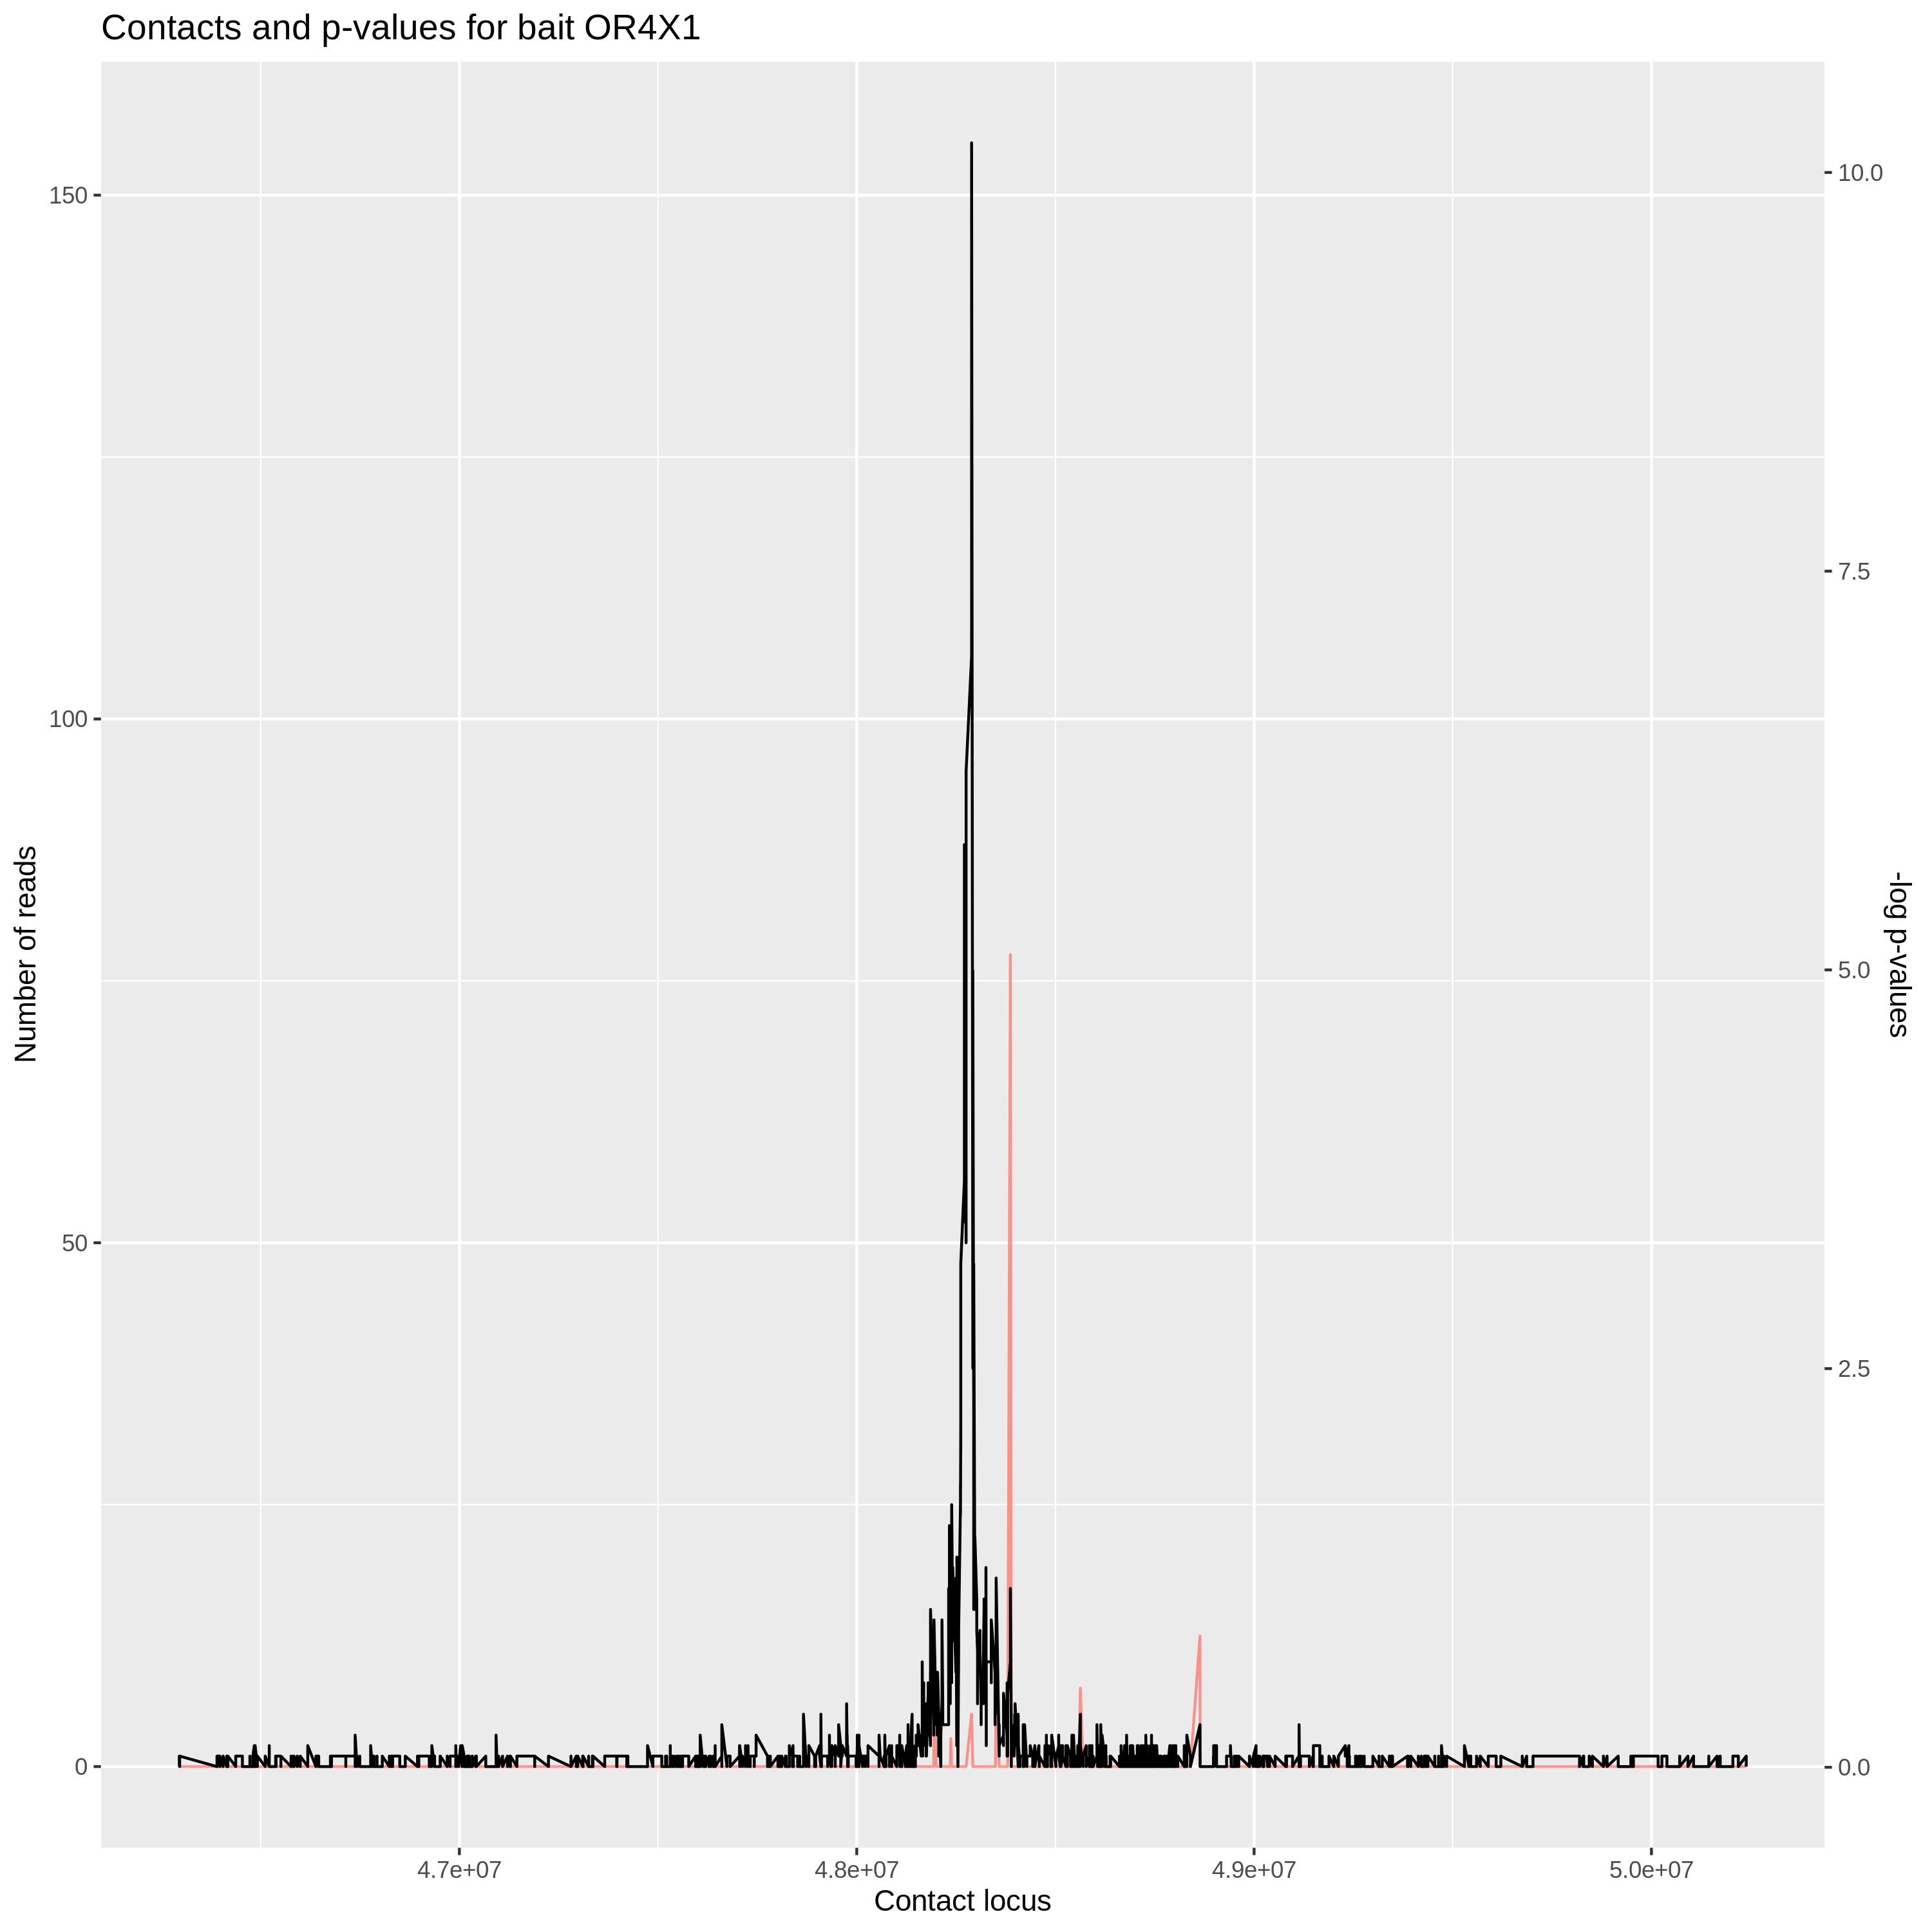 Contacts and p-values for bait OR4X1
150
100
50
0
10.0
7.5
5.0
2.5
0.0
Number of reads
-log p-values
4.7e+07
4.8e+07
4.9e+07
5.0e+07
Contact locus